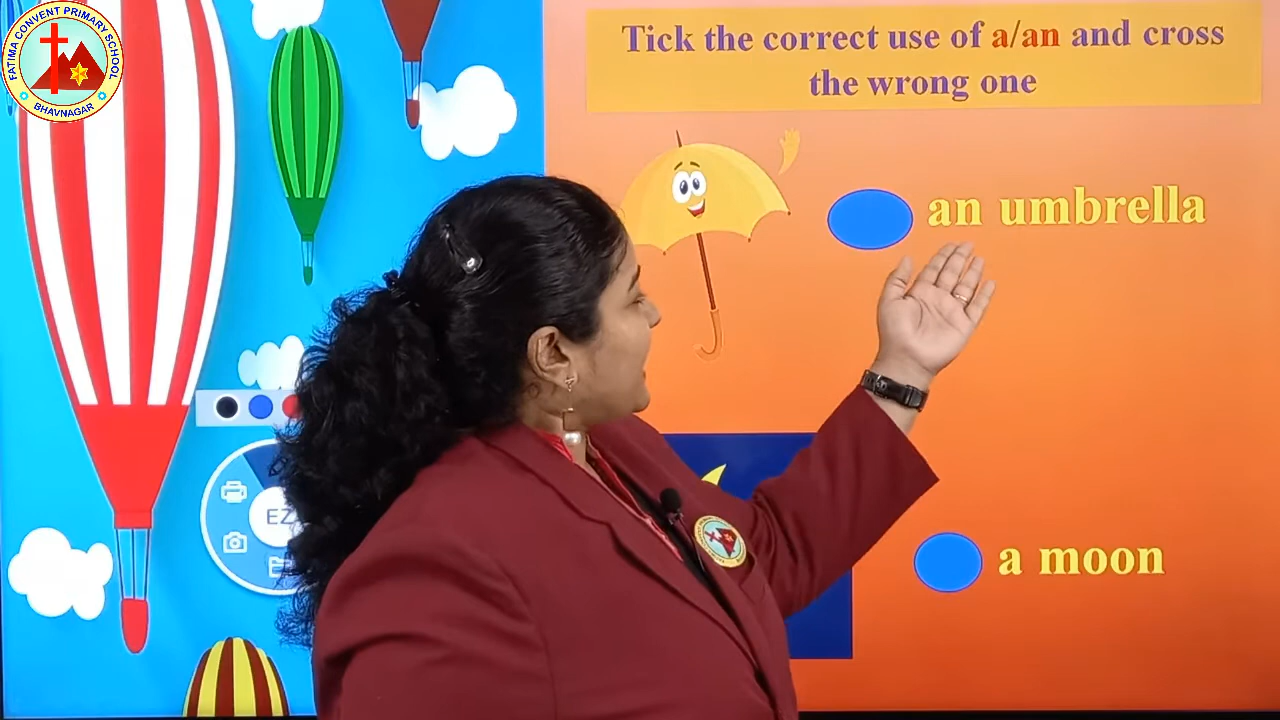 FATIMA CONVENT PRIMARY SCHOOL
BHAVNAGAR
Tick the correct use of a/an and cross
the wrong one
an umbrella
EZ
a moon